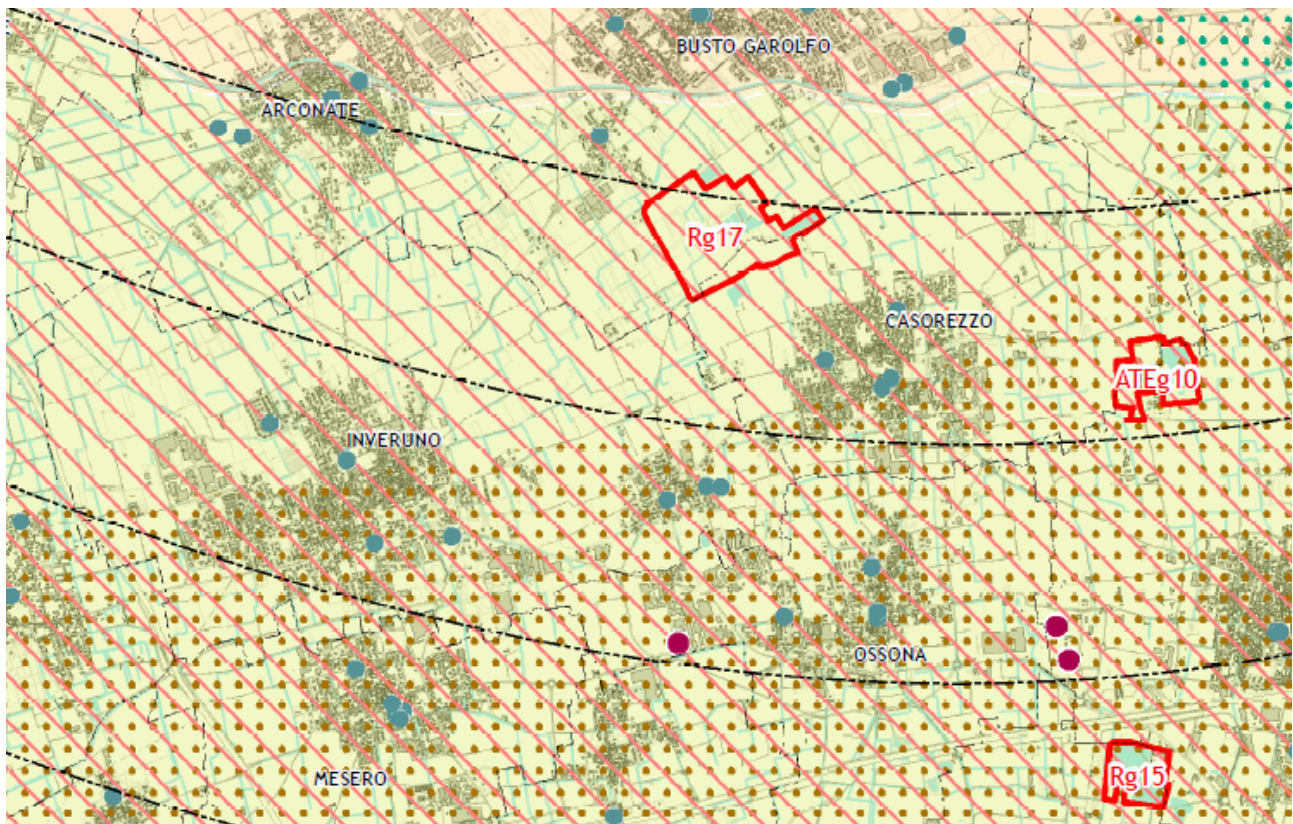 BUSTO GAROLFO
ARCONATE
Rg17
CASOREZZO
ATEg10
INVERUNO
OSSONA
MESERO
Rg15